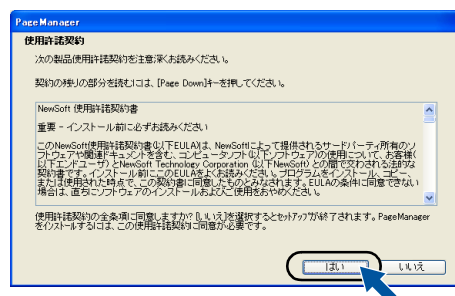 PageManager
使用許諾契約
次の製品使用許諾契約を注意深くお読みください。
契約の残りの部分を読むには、[Page Down]キーを押してください。
NewSoft 使用許諾契約書
重要 - インストール前に必ずお読みください
このNewSoft使用許諾契約書(以下EULA)は、NewSoftによって提供されるサードパーティ所有のソ
フトウェアや関連ドキュメントを含む、コンピュータソフト(以下ソフトウェア)の使用について、お客様(
以下エンドユーザ)とNewSoft Technology Corporation (以下NewSoft) との間で交わされる法的な
契約書です。インストール前にこのEULAをよくお読みください。プログラムをインストール、コピー、
または使用された時点で、この契約書に同意したものとみなされます。EULAの条件に同意できない
場合は、直ちにソフトウェアのインストールおよびご使用をおやめください。
使用許諾契約の全条項に同意しますか? [いいえ]を選択するとセットアップが終了されます。PageManager
をインストールするには、この使用許諾契約に同意が必要です。
はい
いいえ